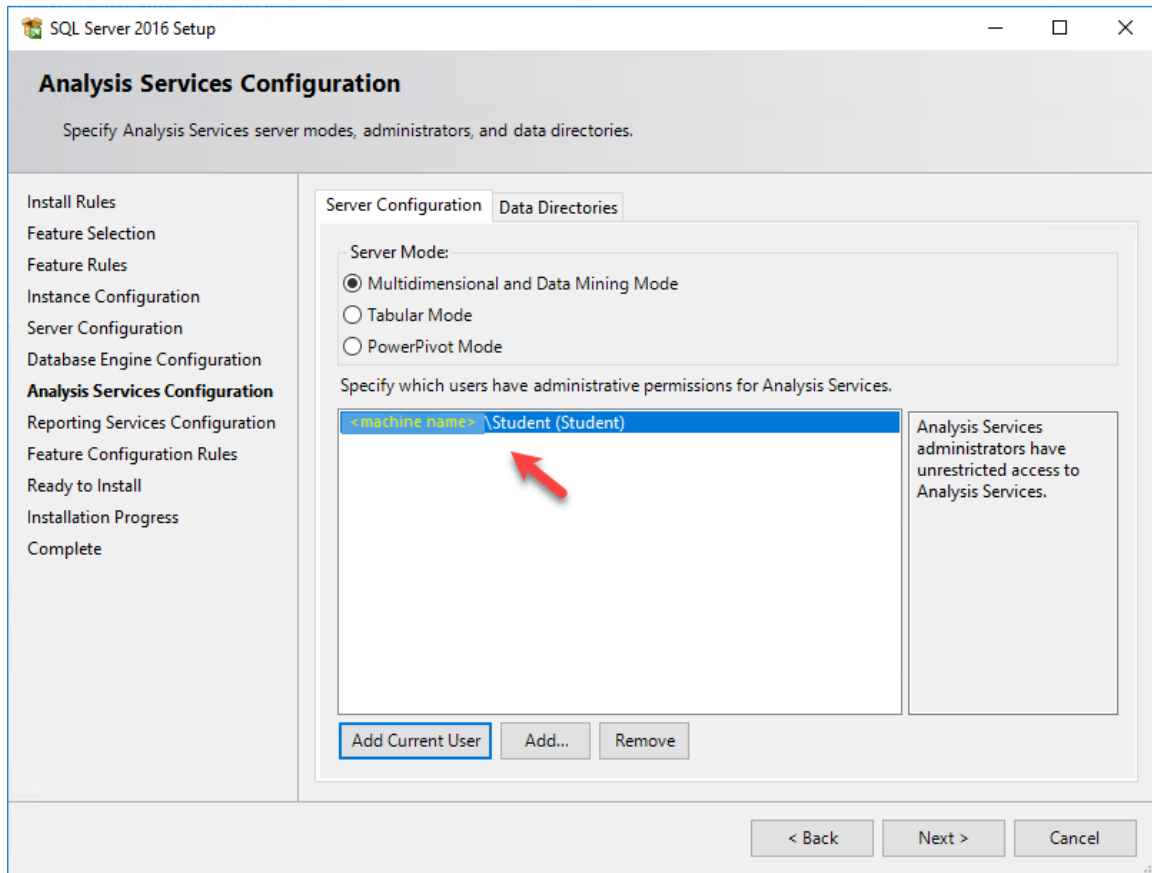 SQL Server 2016 Setup
Analysis Services Configuration
Specify Analysis Services server modes, administrators, and data directories.
Install Rules
Feature Selection
Feature Rules
Instance Configuration
Server Configuration
Database Engine Configuration
Analysis Services Configuration
Reporting Services Configuration
Feature Configuration Rules
Ready to Install
Installation Progress
Complete
Server Configuration
Data Directories
Server Mode:
Multidimensional and Data Mining Mode
Tabular Mode
PowerPivot Mode
Specify which users have administrative permissions for Analysis Services.
<machine name> \Student (Student)
Analysis Services
administrators have
unrestricted access to
Analysis Services.
Add Current User
Add...
Remove
< Back
Next >
Cancel